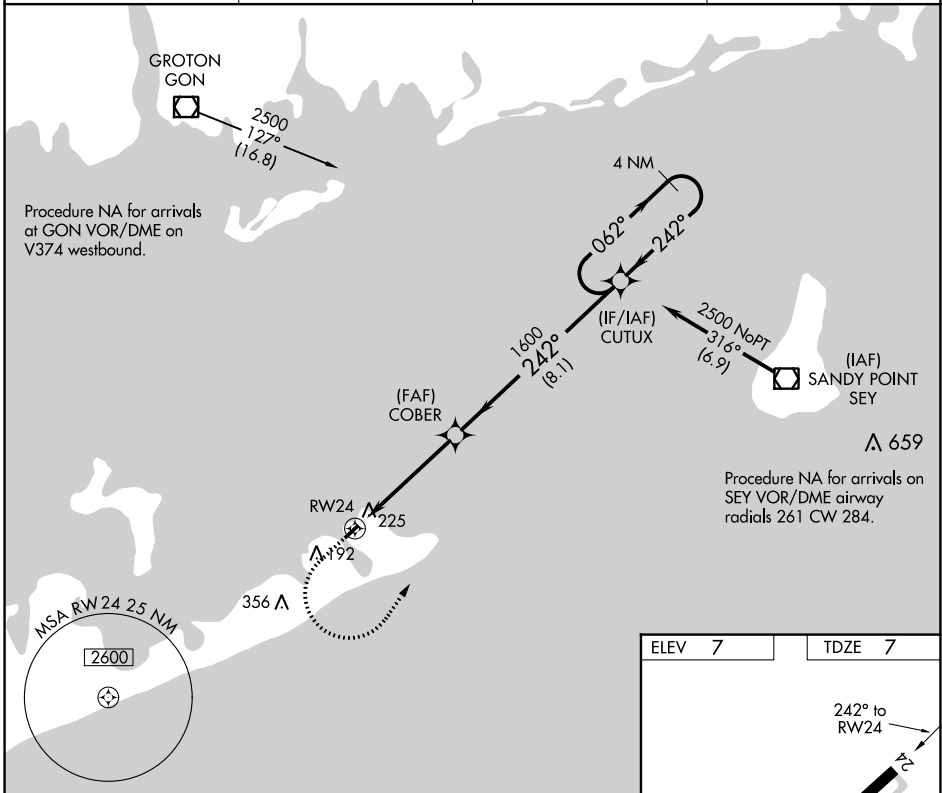 GROTON
GON
2500
127°
(16.8)
Procedure NA for arrivals
at GON VOR/DME on
V374 westbound.
4 NM
062°
242°
(IF/IAF)
CUTUX
2500 NoPT
316°
(6.9)
(IAF)
SANDY POINT
SEY
1600
242°
(8.1)
(FAF)
COBER
659
Procedure NA for arrivals on
SEY VOR/DME airway
radials 261 CW 284.
RW24
225
192
356
MSA RW24 25 NM
2600
ELEV 7
TDZE 7
242° to
RW24
24